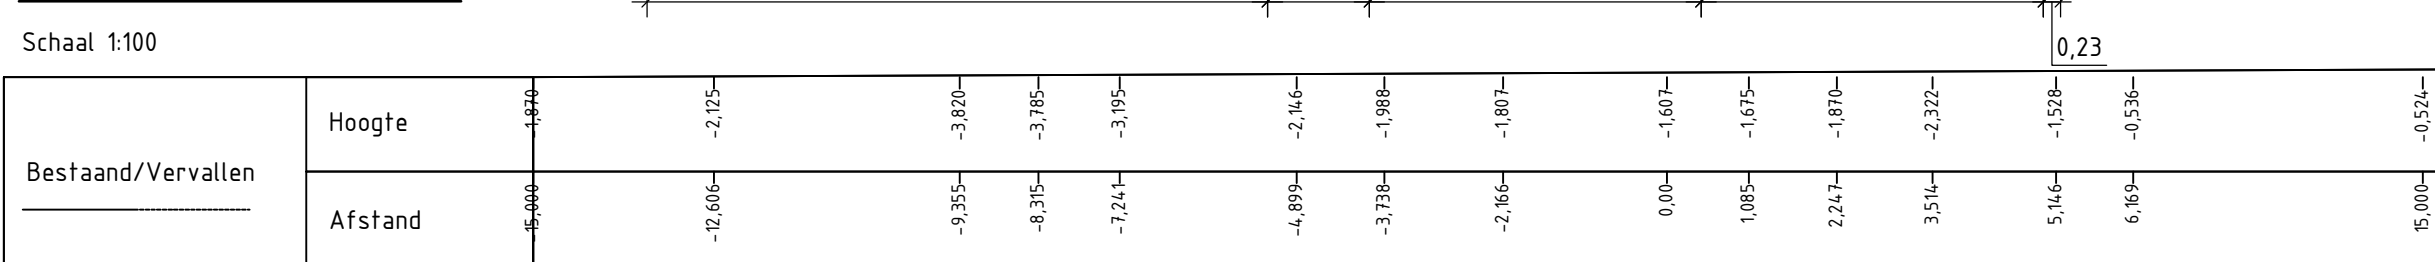 Schaal 1:100
0,23
Bestaand/Vervallen
Hoogte
-1,870 -2,125 -3,820 -3,785 -3,195 -2,146 -1,988 -1,807 -1,607 -1,675 -1,870 -2,322 -1,528 -0,536 -0,524
Afstand
-15,000 -12,606 -9,355 -8,315 -7,241 -4,899 -3,738 -2,166 0,00 1,085 2,247 3,514 5,146 6,169 15,000